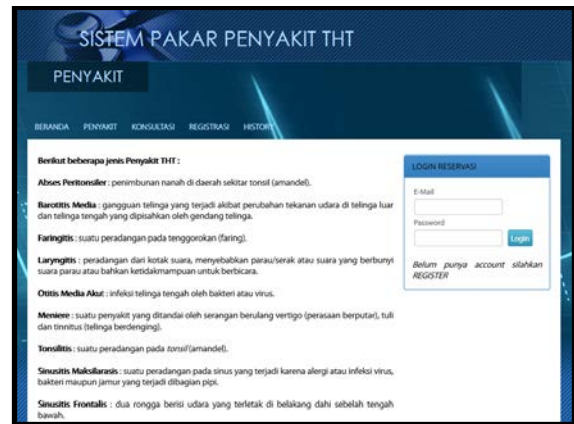 SISTEM PAKAR PENYAKIT THT
PENYAKIT
BERANDA PENYAKIT KONSULTASI REGISTRASI HISTORY
Berikut beberapa jenis Penyakit THT :
Abses Peritonsiler : penimbunan nanah di daerah sekitar tonsil (amandel).
Barotitis Media : gangguan telinga yang terjadi akibat perubahan tekanan udara di telinga luar
dan telinga tengah yang dipisahkan oleh gendang telinga.
Faringitis : suatu peradangan pada tenggorokan (faring).
Laryngitis : peradangan dari kotak suara, menyebabkan parau/serak atau suara yang berbunyi
suara parau atau bahkan ketidakmampuan untuk berbicara.
Otitis Media Akut : infeksi telinga tengah oleh bakteri atau virus.
Meniere : suatu penyakit yang ditandai oleh serangan berulang vertigo (perasaan berputar), tuli
dan tinnitus (telinga berdenging).
Tonsilitis : suatu peradangan pada tonsil (amandel).
Sinusitis Maksilarasis : suatu peradangan pada sinus yang terjadi karena alergi atau infeksi virus,
bakteri maupun jamur yang terjadi dibagian pipi.
Sinusitis Frontalis : dua rongga berisi udara yang terletak di belakang dahi sebelah tengah
bawah.
LOGIN RESERVASI
E-Mail
Password
Login
Belum punya account silahkan
REGISTER